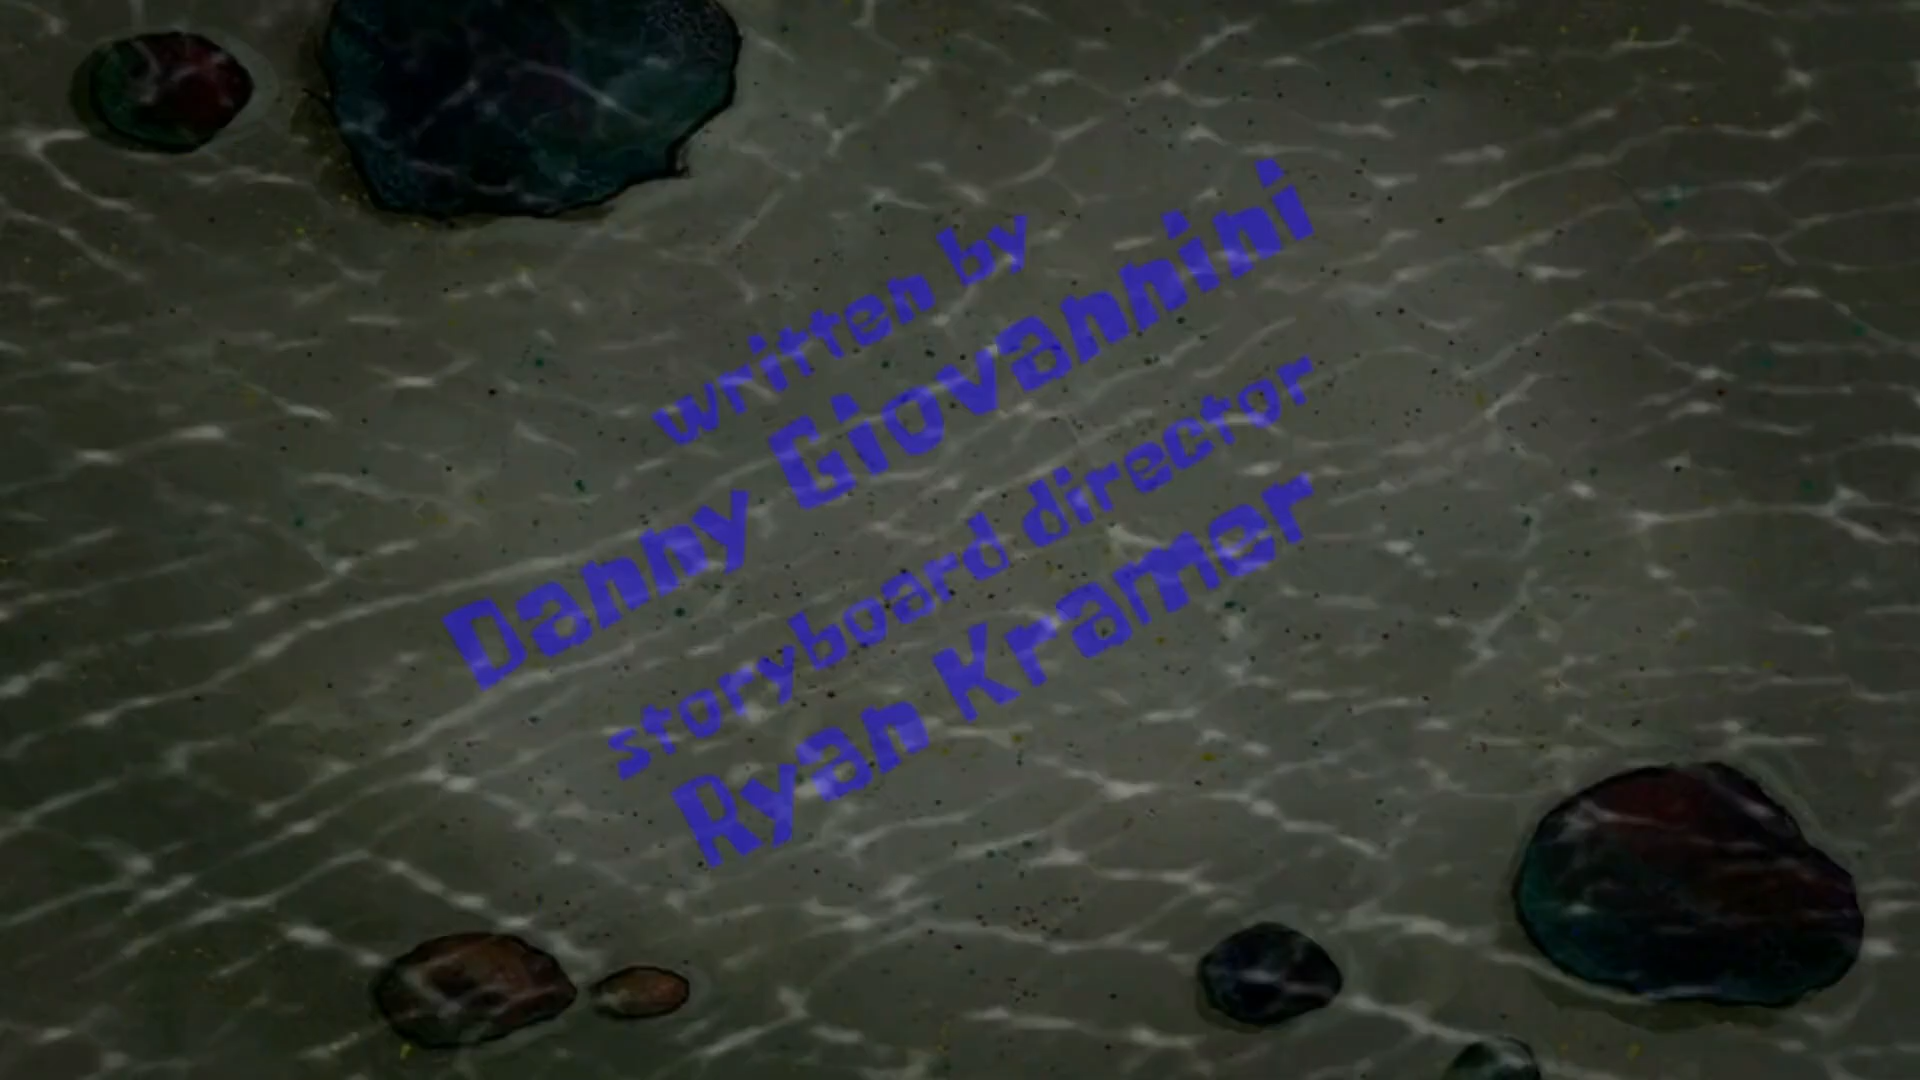 written by
Danny Giovannini
storyboard director
Ryan Kramer